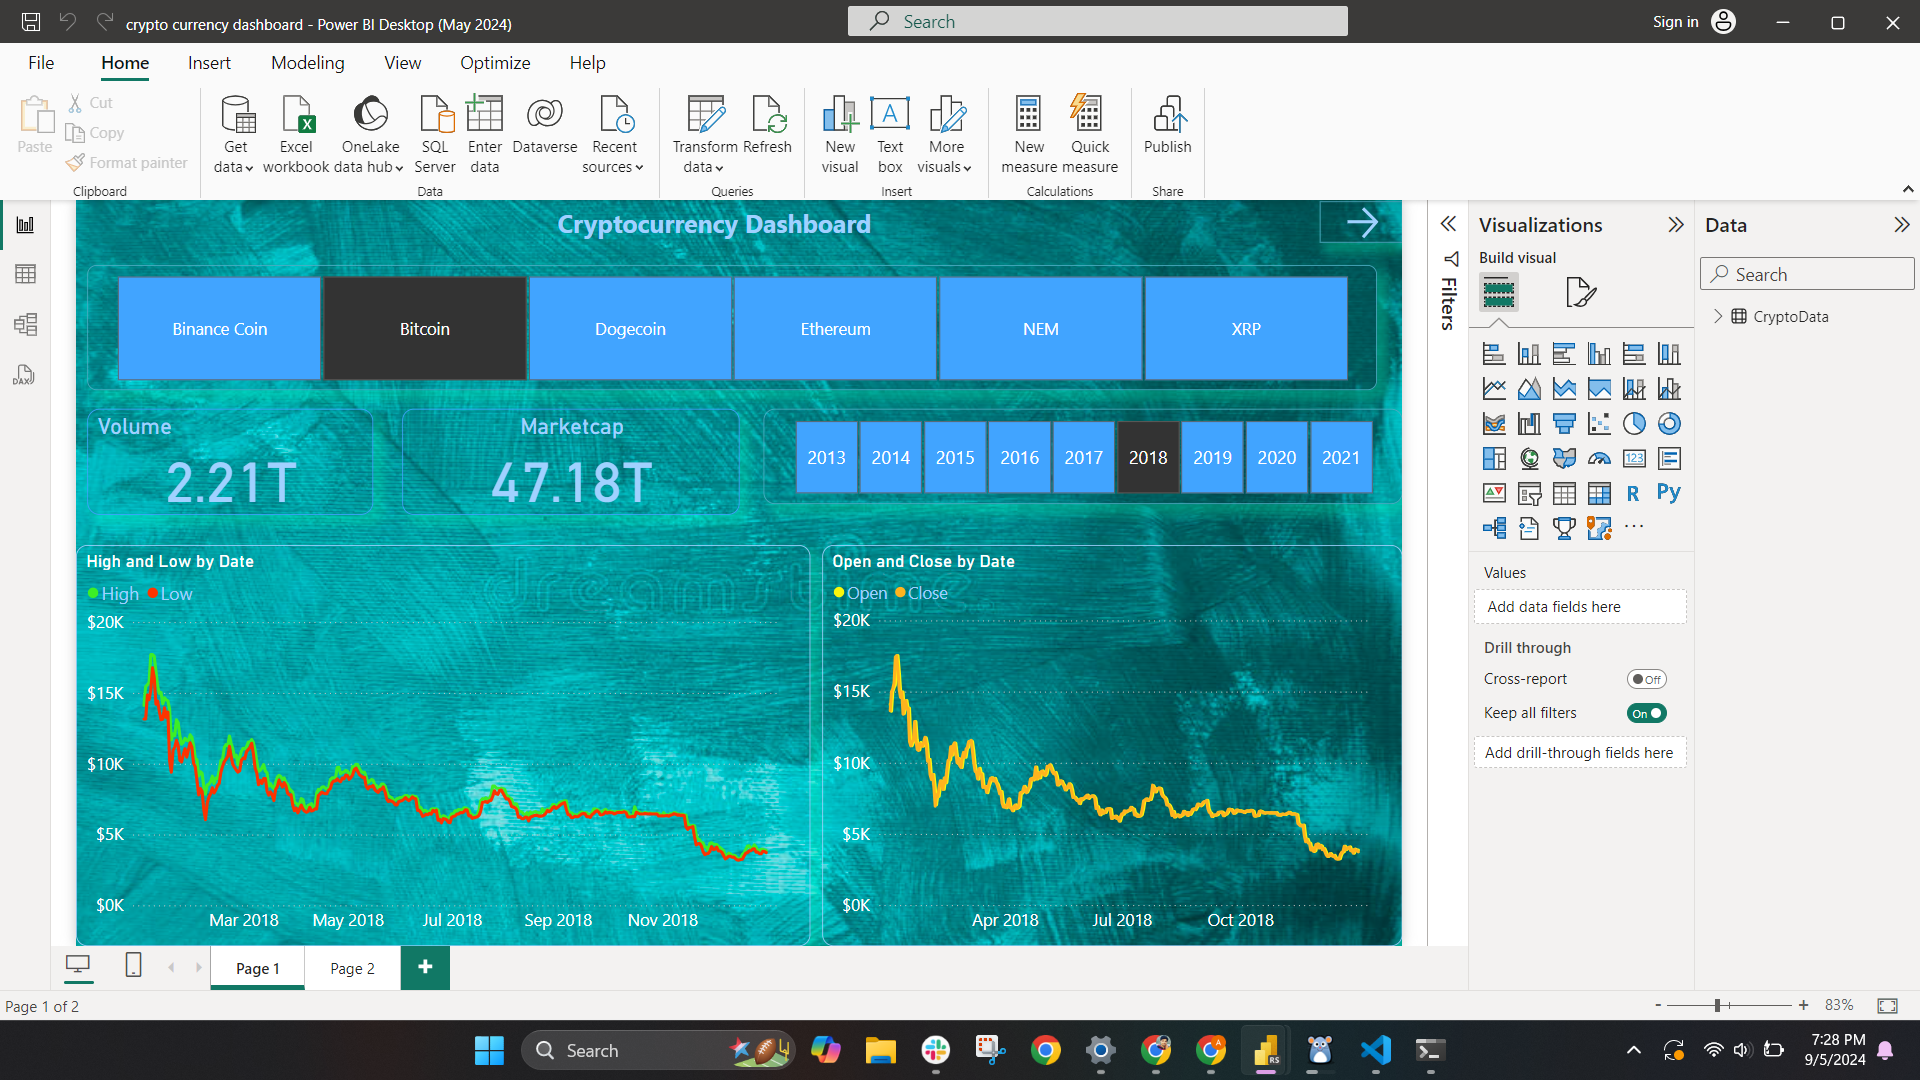 crypto currency dashboard - Power BI Desktop (May 2024)
Search
Sign in
File Home Insert Modeling View Optimize Help
Paste
Cut
Copy
Format painter
Clipboard
Get data
Excel workbook
OneLake data hub
SQL Server
Enter data
Dataverse
Recent sources
Data
Transform data
Refresh
Queries
New visual
Text box
More visuals
Insert
New measure
Quick measure
Calculations
Publish
Share
DAX
Cryptocurrency Dashboard
Binance Coin Bitcoin Dogecoin Ethereum NEM XRP
Volume
2.21T
Marketcap
47.18T
2013 2014 2015 2016 2017 2018 2019 2020 2021
High and Low by Date
High Low
$20K
$15K
$10K
$5K
$0K
Mar 2018 May 2018 Jul 2018 Sep 2018 Nov 2018
Open and Close by Date
Open Close
$20K
$15K
$10K
$5K
$0K
Apr 2018 Jul 2018 Oct 2018
dreamstime
Filters
Visualizations
Build visual
123
R Py
...
Values
Add data fields here
Drill through
Cross-report
Off
Keep all filters
On
Add drill-through fields here
Data
Search
CryptoData
Page 1
Page 2
+
Page 1 of 2
- + 83%
Search
RS
A
7:28 PM
9/5/2024